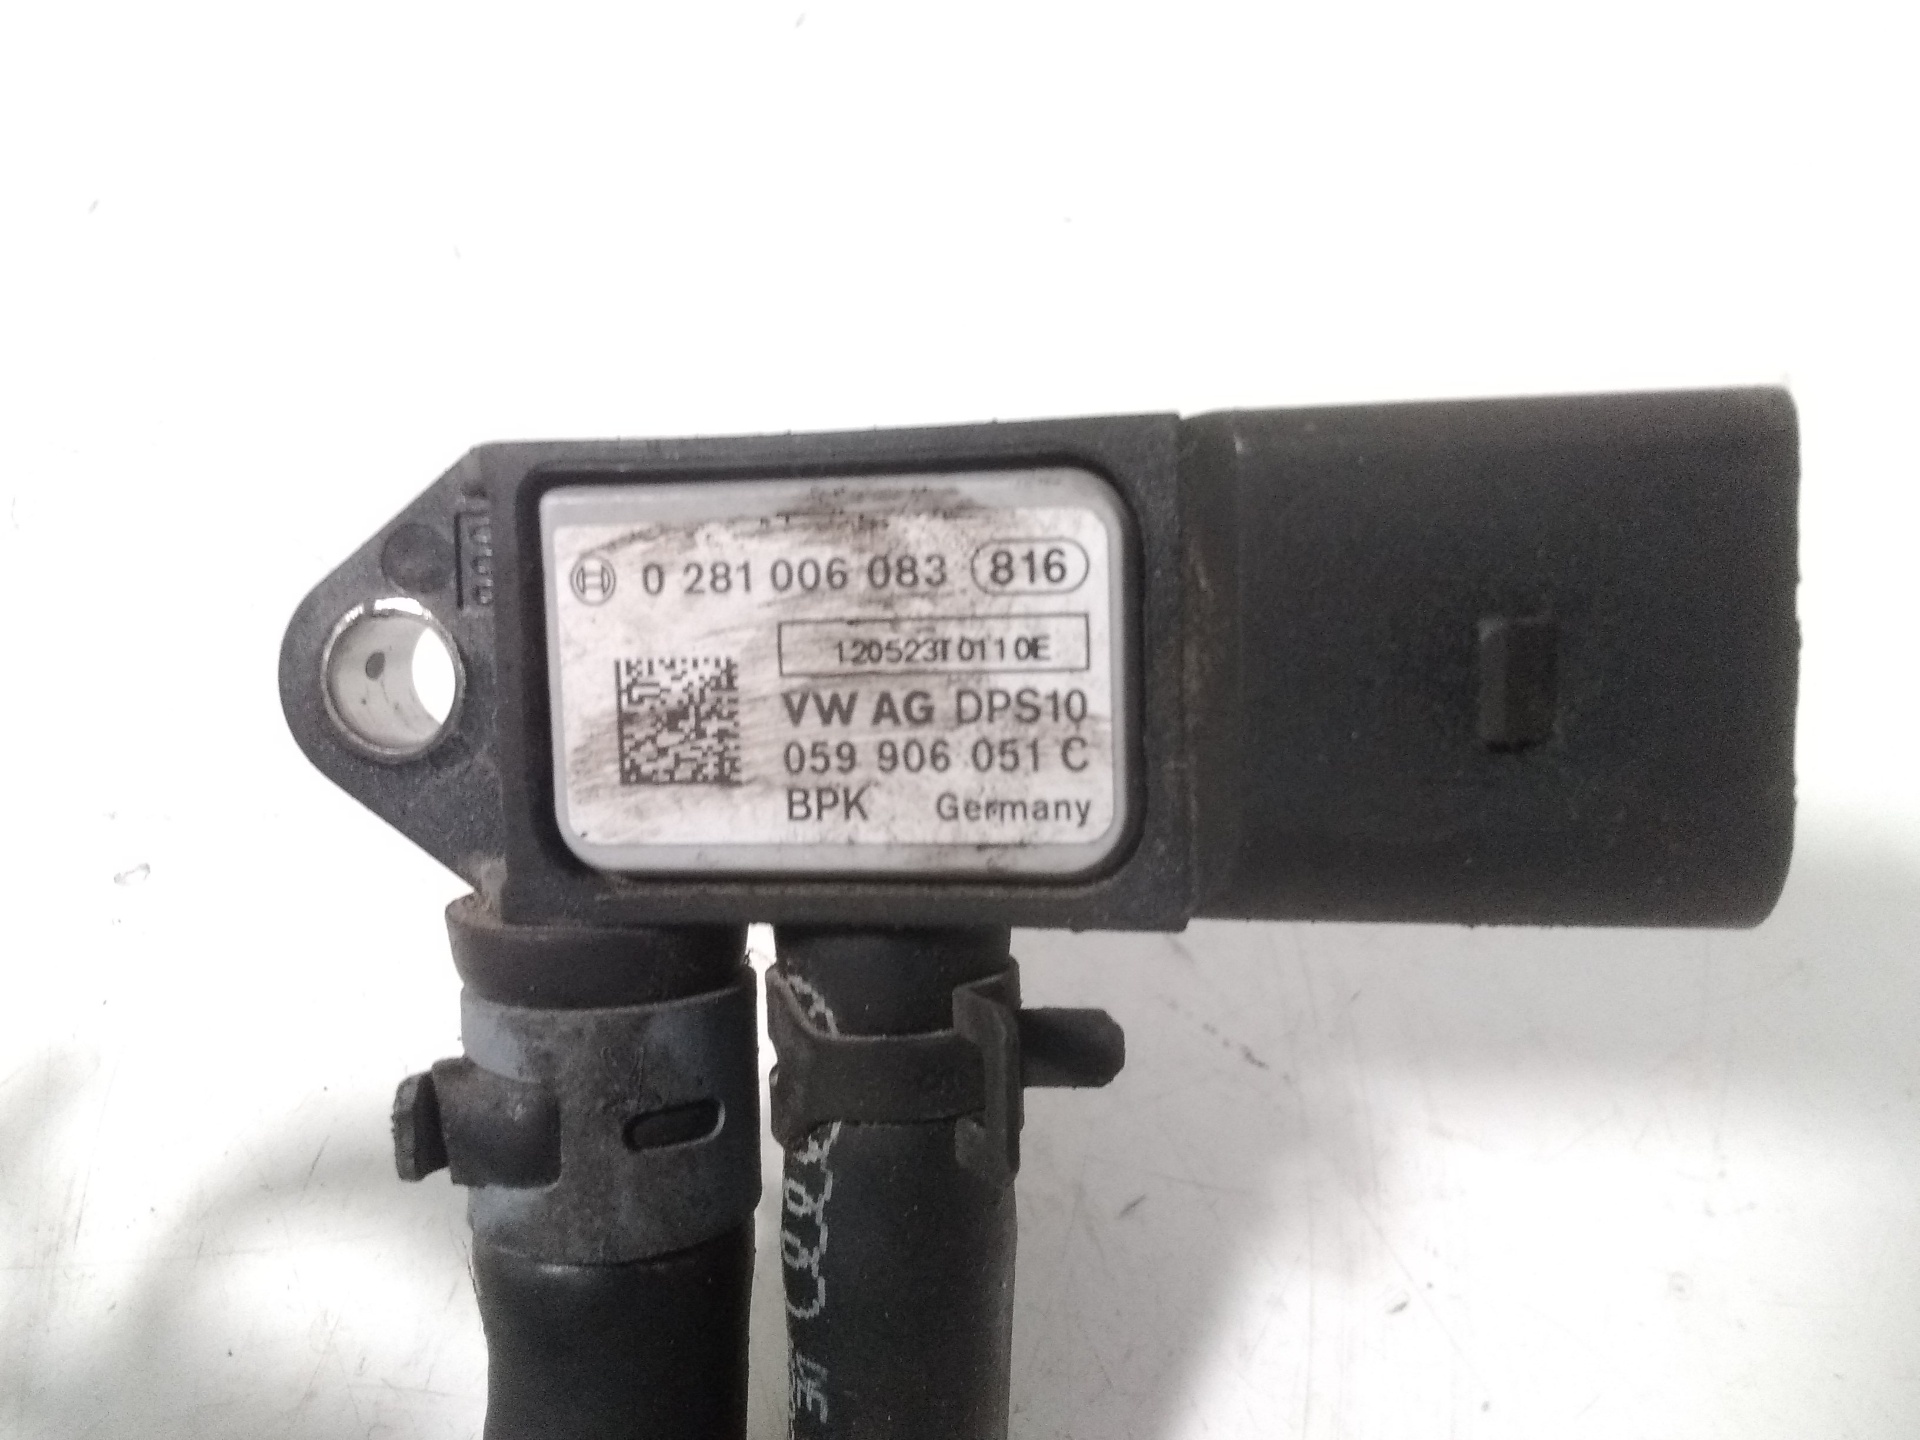 0 281 006 083 816
120523T0110E
VW AG DPS10
059 906 051 C
BPK Germany